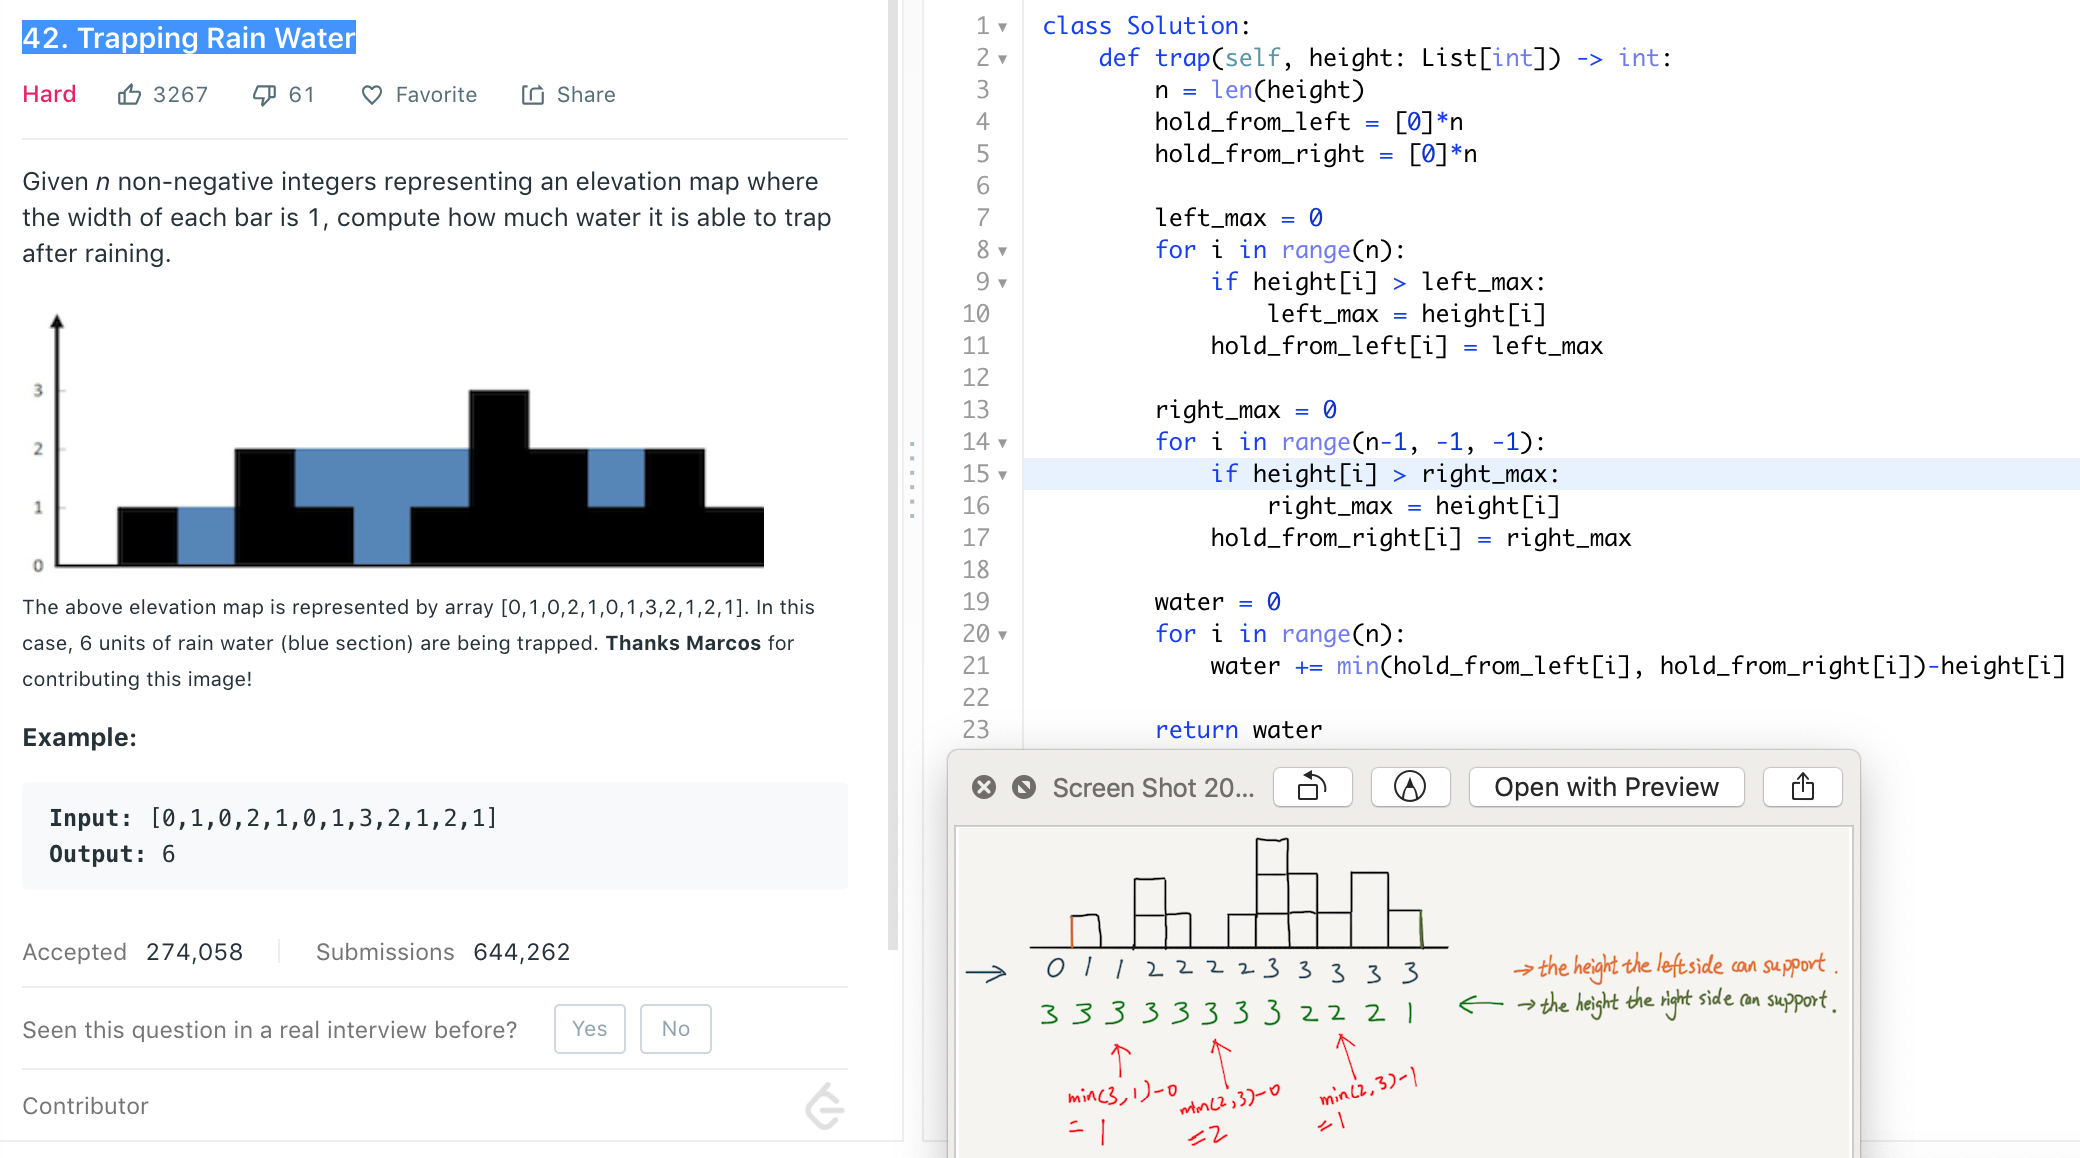 42. Trapping Rain Water
Hard 3267 61 Favorite Share
Given n non-negative integers representing an elevation map where
the width of each bar is 1, compute how much water it is able to trap
after raining.
3
2
1
0
The above elevation map is represented by array [0,1,0,2,1,0,1,3,2,1,2,1]. In this
case, 6 units of rain water (blue section) are being trapped. Thanks Marcos for
contributing this image!
Example:
Input: [0,1,0,2,1,0,1,3,2,1,2,1]
Output: 6
Accepted 274,058 Submissions 644,262
Seen this question in a real interview before? Yes No
Contributor
1 class Solution:
2 def trap(self, height: List[int]) -> int:
3 n = len(height)
4 hold_from_left = [0]*n
5 hold_from_right = [0]*n
6
7 left_max = 0
8 for i in range(n):
9 if height[i] > left_max:
10 left_max = height[i]
11 hold_from_left[i] = left_max
12
13 right_max = 0
14 for i in range(n-1, -1, -1):
15 if height[i] > right_max:
16 right_max = height[i]
17 hold_from_right[i] = right_max
18
19 water = 0
20 for i in range(n):
21 water += min(hold_from_left[i], hold_from_right[i])-height[i]
22
23 return water
Screen Shot 20... Open with Preview
→ 0 1 1 2 2 2 2 3 3 3 3 3 → the height the left side can support.
3 3 3 3 3 3 3 3 2 2 2 1 ← → the height the right side can support.
min(3,1)-0
= 1
min(2,3)-0
=2
min(2,3)-1
=1